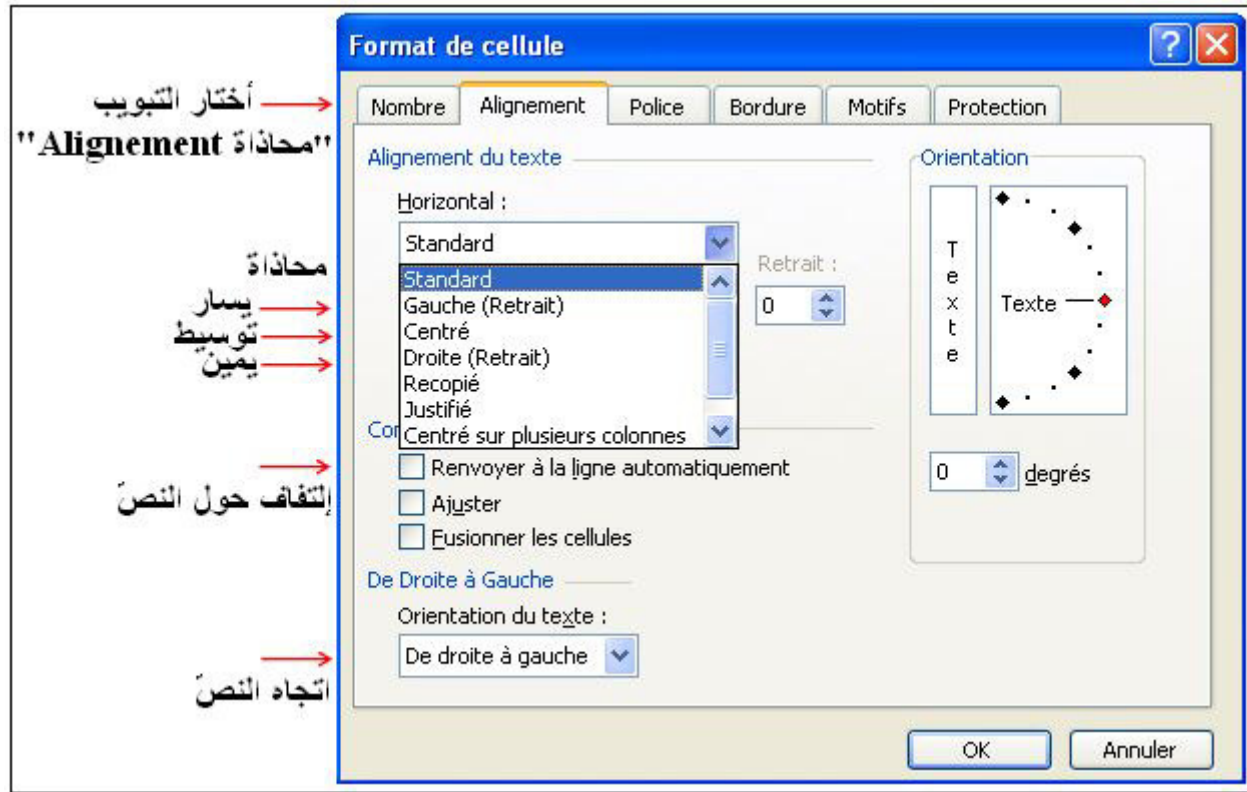 Format de cellule
أختار التبويب
"محاذاة Alignement"
Nombre Alignement Police Bordure Motifs Protection
Alignement du texte
Horizontal :
Standard
محاذاة
يسار
توسيط
يمين
Standard
Gauche (Retrait)
Centré
Droite (Retrait)
Recopié
Justifié
Centré sur plusieurs colonnes
Retrait :
0
Orientation
Texte
Texte
0 degrés
Renvoyer à la ligne automatiquement
Ajuster
Fusionner les cellules
إلتفاف حول النصّ
De Droite à Gauche
Orientation du texte :
De droite à gauche
اتجاه النصّ
OK Annuler